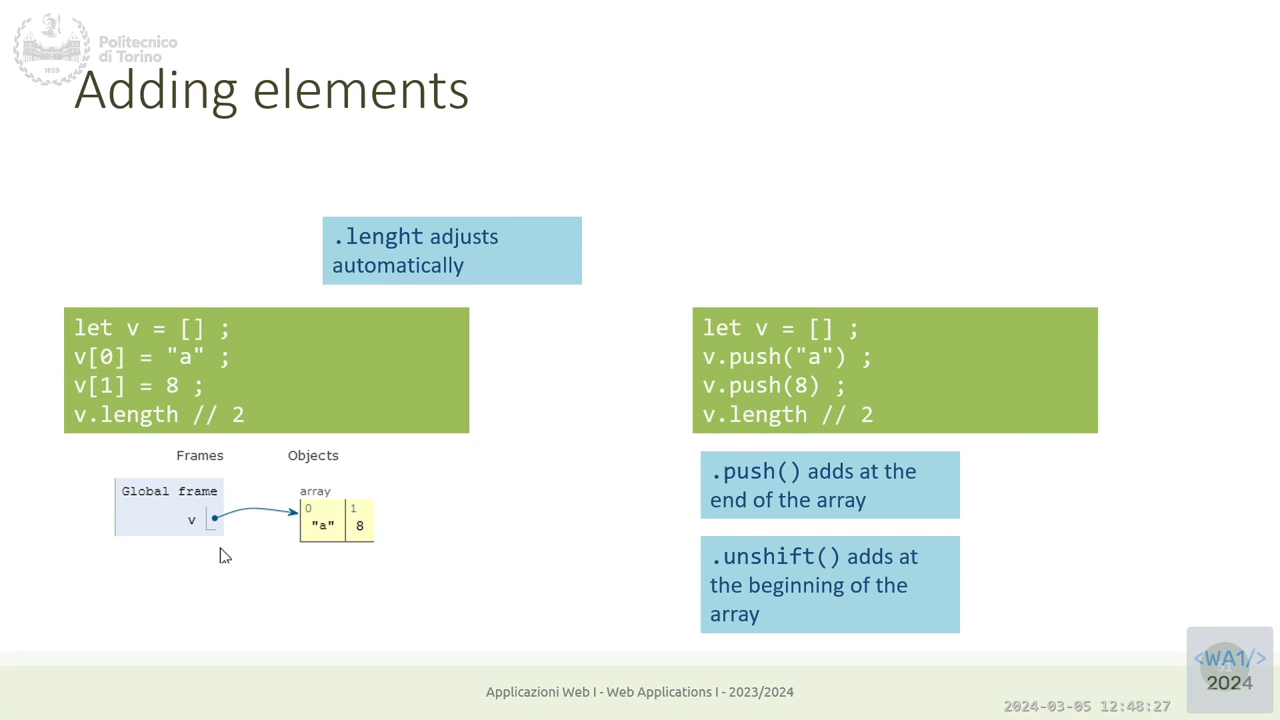 Politecnico
di Torino
1859
Adding elements
.lenght adjusts
automatically
let v = [] ;
v[0] = "a" ;
v[1] = 8 ;
v.length // 2
let v = [] ;
v.push("a") ;
v.push(8) ;
v.length // 2
Frames
Objects
Global frame
v
array
0
1
"a"
8
.push() adds at the
end of the array
.unshift() adds at
the beginning of the
array
<WA1/>
2024
Applicazioni Web I - Web Applications I - 2023/2024
2024-03-05 12:48:27